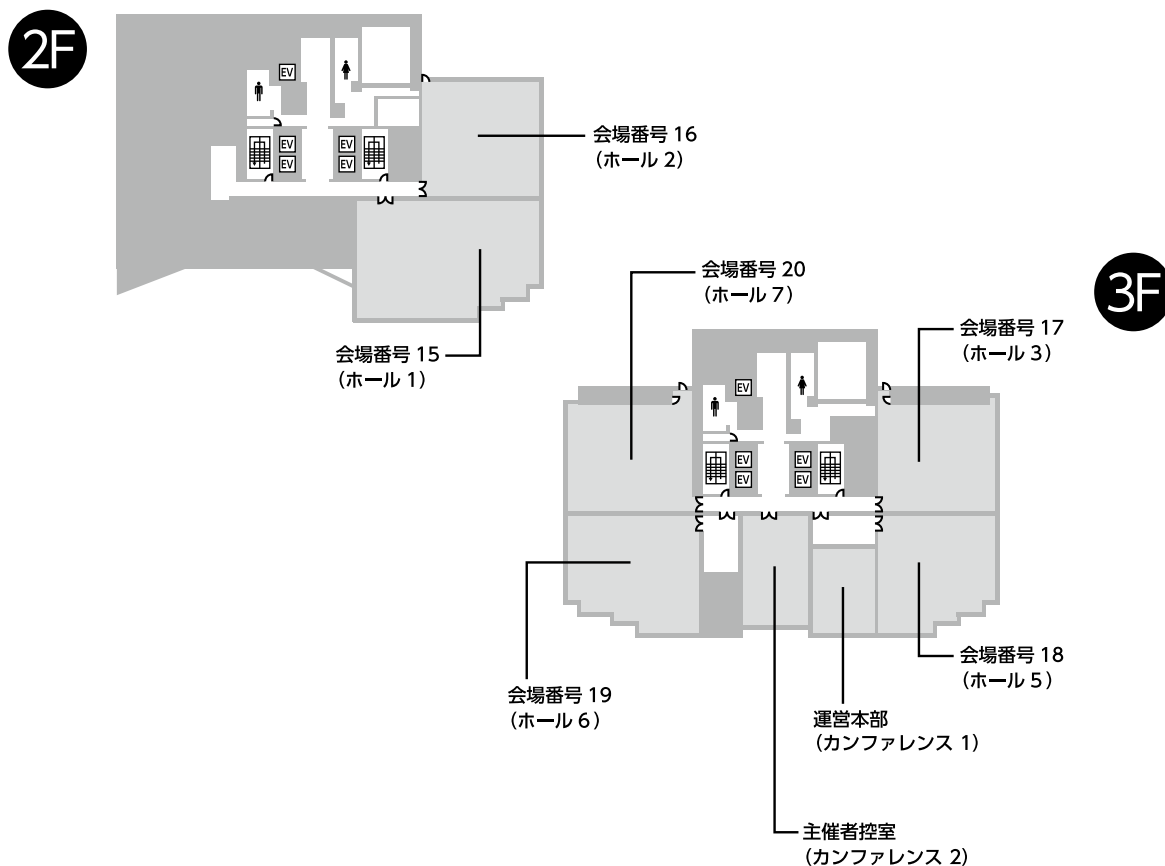 2F
EV
EV
EV
EV
EV
会場番号 16
（ホール 2）
会場番号 15
（ホール 1）
3F
会場番号 20
（ホール 7）
会場番号 17
（ホール 3）
EV
EV
EV
EV
EV
会場番号 19
（ホール 6）
会場番号 18
（ホール 5）
運営本部
（カンファレンス 1）
主催者控室
（カンファレンス 2）